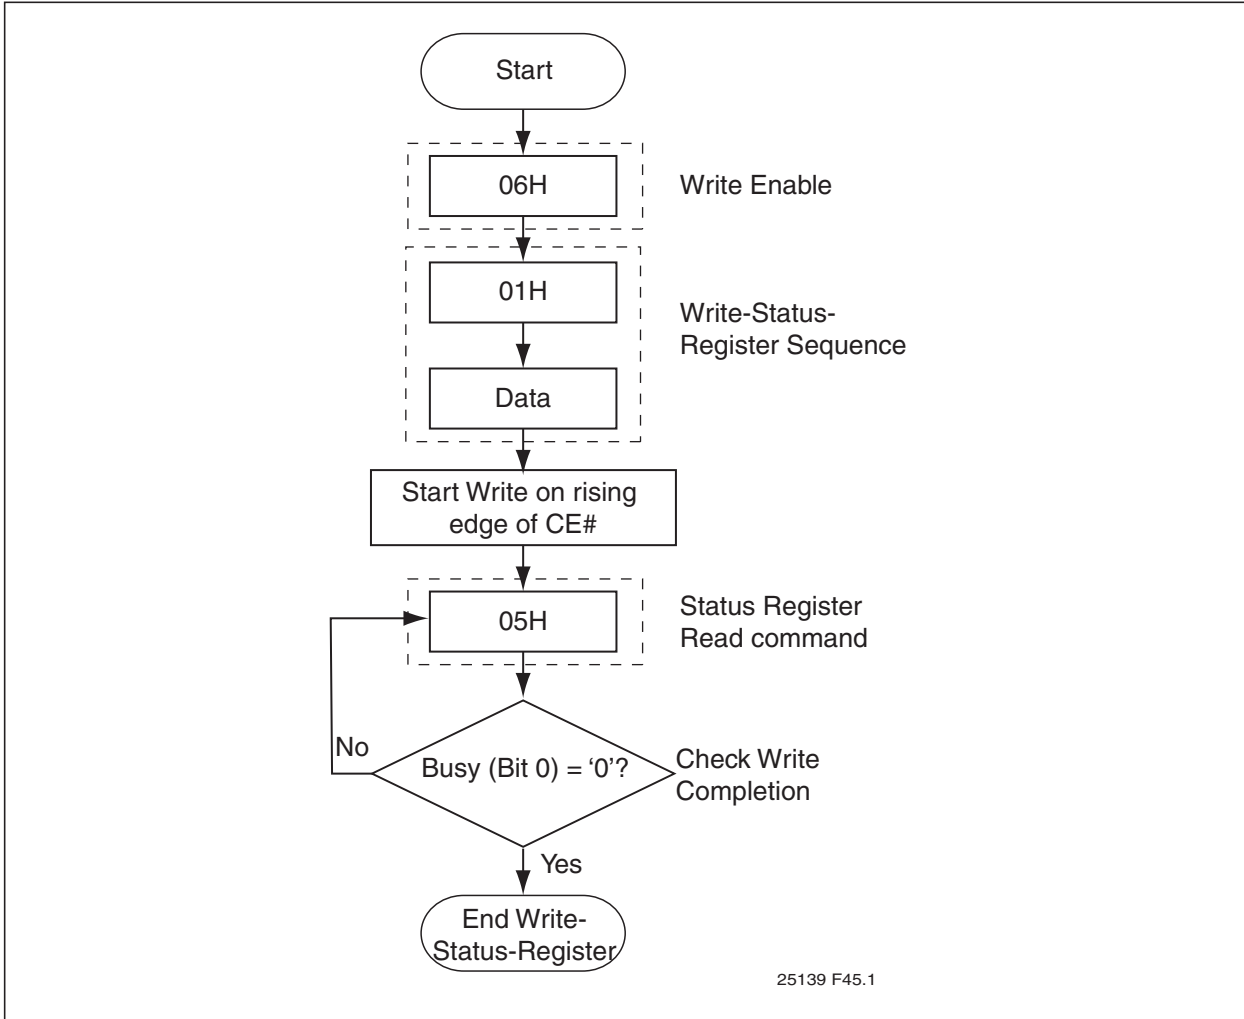 Start
06H
Write Enable
01H
Write-Status-
Register Sequence
Data
Start Write on rising
edge of CE#
05H
Status Register
Read command
No
Busy (Bit 0) = ‘0’?
Check Write
Completion
Yes
End Write-
Status-Register
25139 F45.1